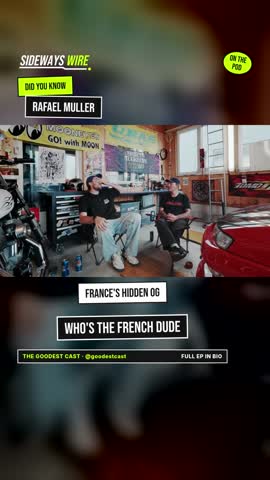 SIDEWAYS WIRE.
ON THE
POD
DID YOU KNOW
RAFAEL MULLER
MOONEYES
GO! with MOON
FRANCE'S HIDDEN OG
WHO'S THE FRENCH DUDE
THE GOODEST CAST - @goodestcast
FULL EP IN BIO